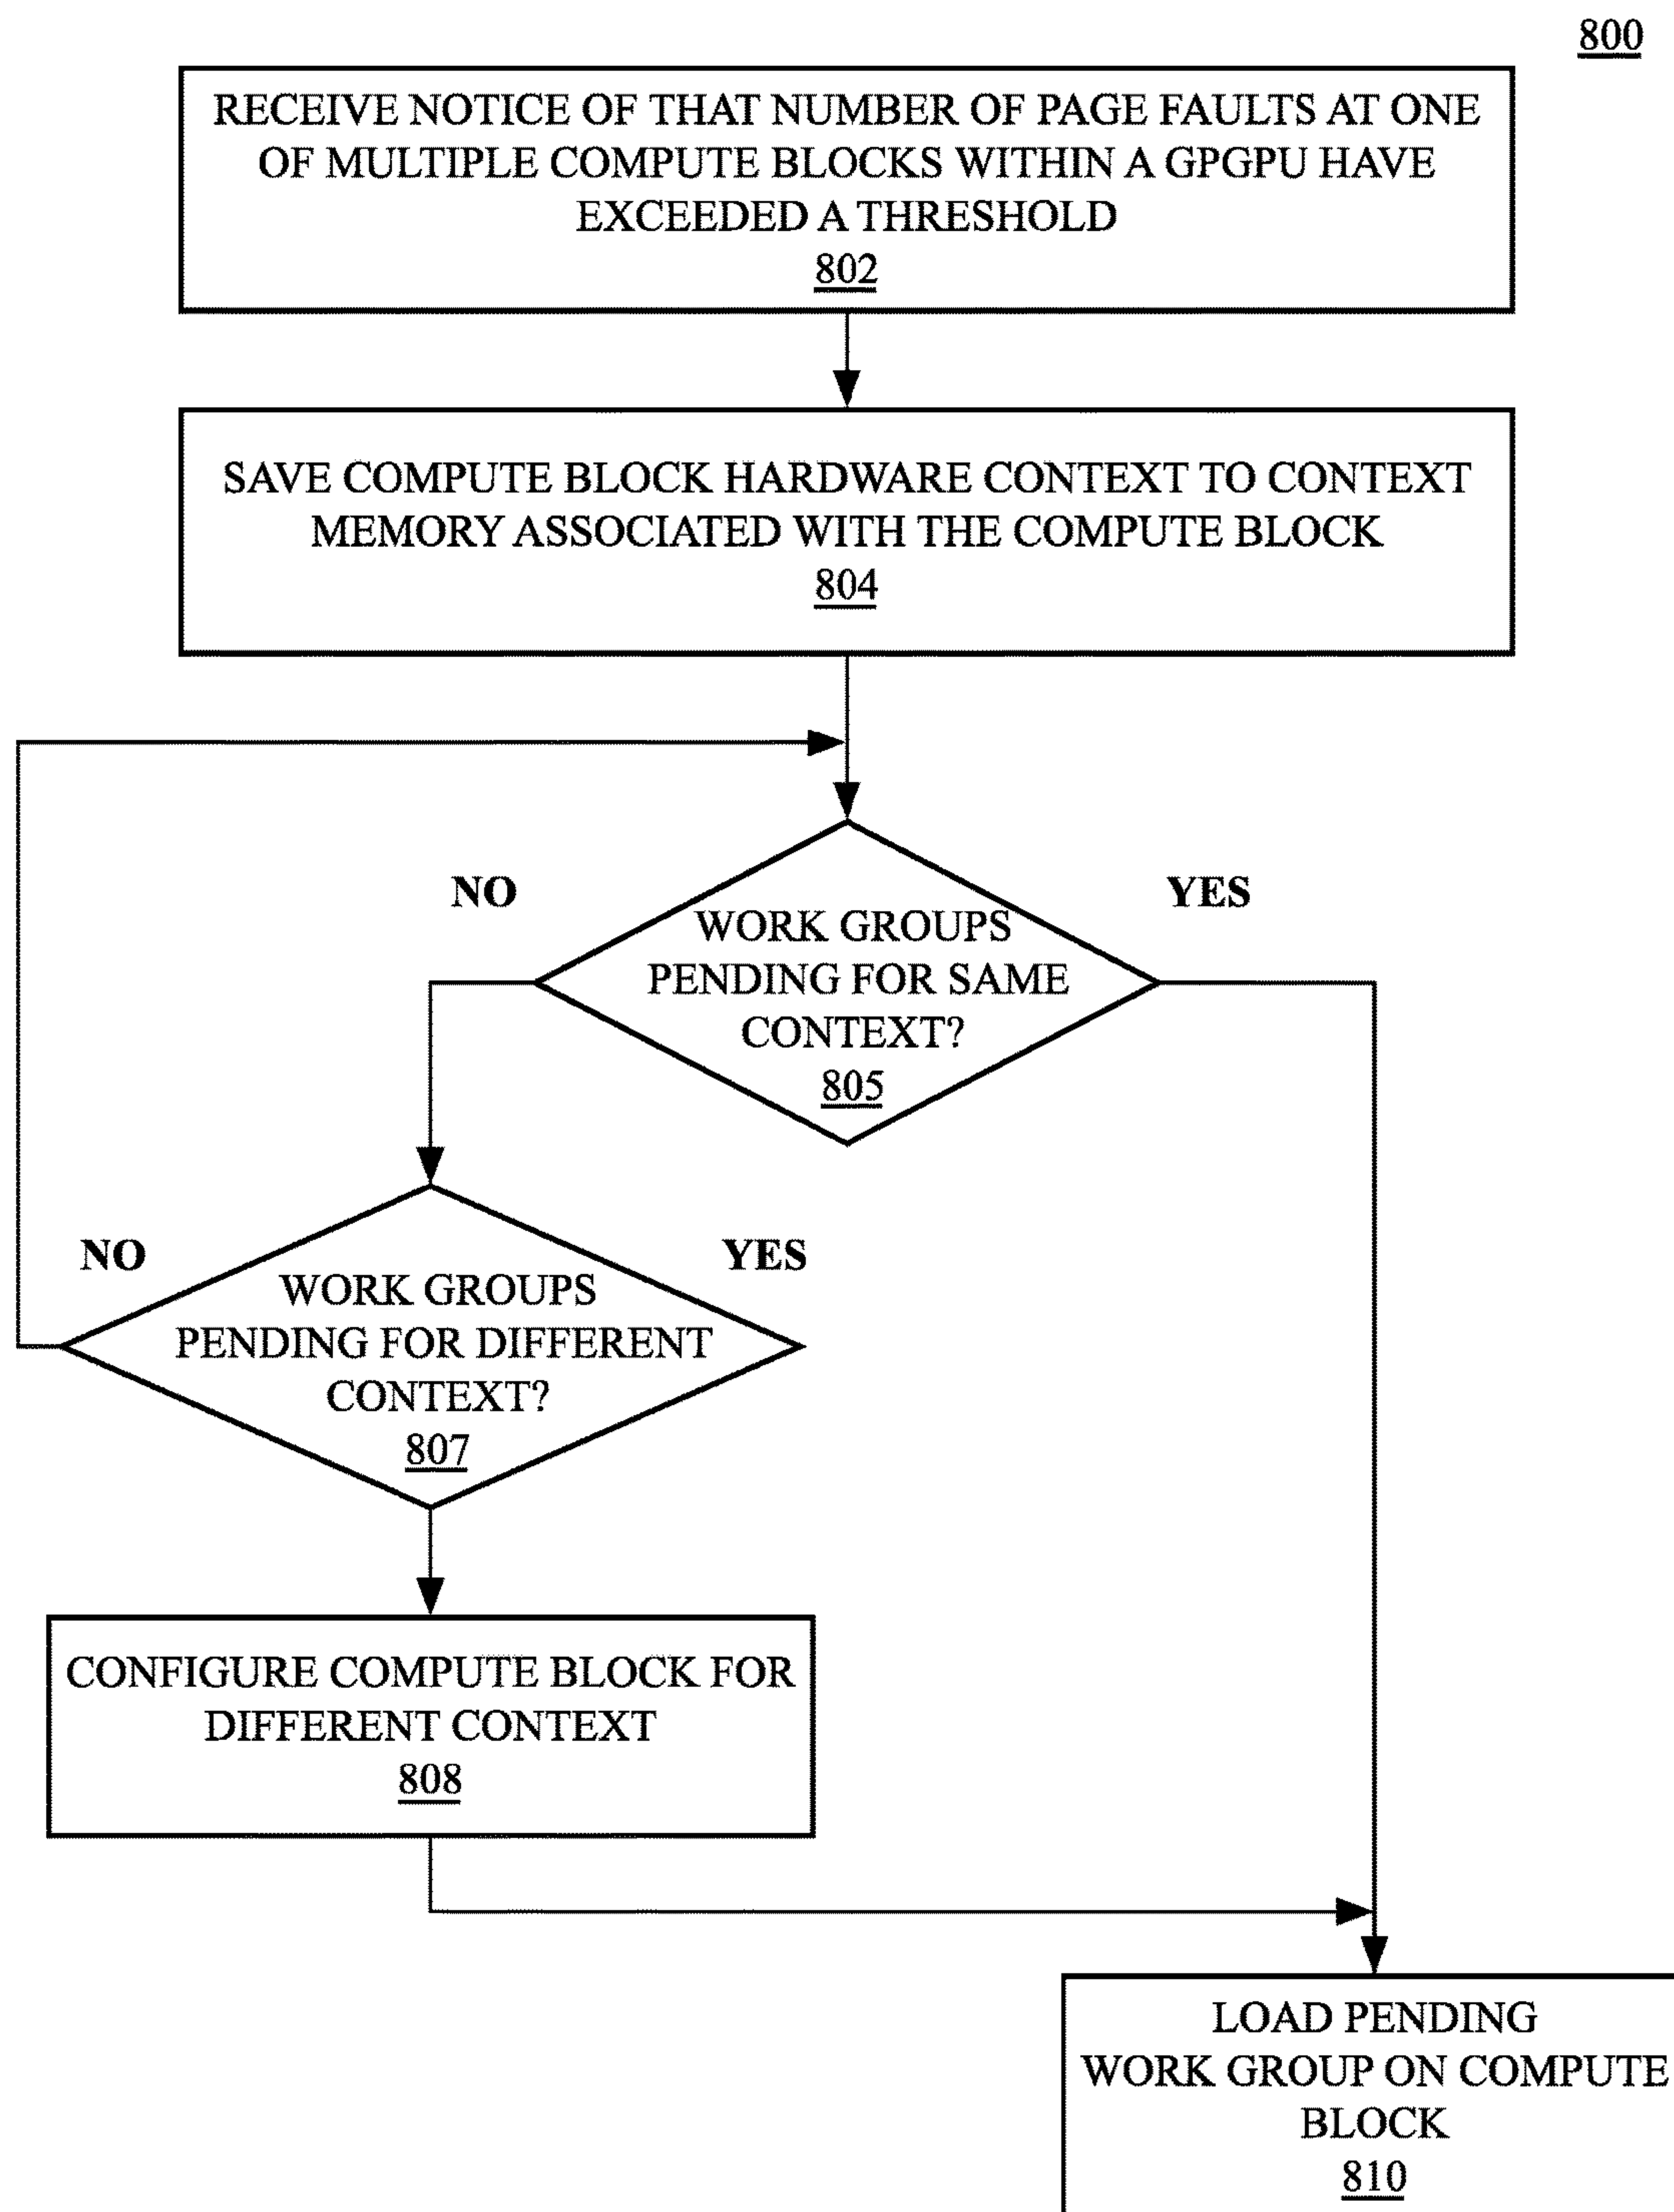 800
RECEIVE NOTICE OF THAT NUMBER OF PAGE FAULTS AT ONE
OF MULTIPLE COMPUTE BLOCKS WITHIN A GPGPU HAVE
EXCEEDED A THRESHOLD
802
SAVE COMPUTE BLOCK HARDWARE CONTEXT TO CONTEXT
MEMORY ASSOCIATED WITH THE COMPUTE BLOCK
804
NO
YES
WORK GROUPS
PENDING FOR SAME
CONTEXT?
805
NO
YES
WORK GROUPS
PENDING FOR DIFFERENT
CONTEXT?
807
CONFIGURE COMPUTE BLOCK FOR
DIFFERENT CONTEXT
808
LOAD PENDING
WORK GROUP ON COMPUTE
BLOCK
810